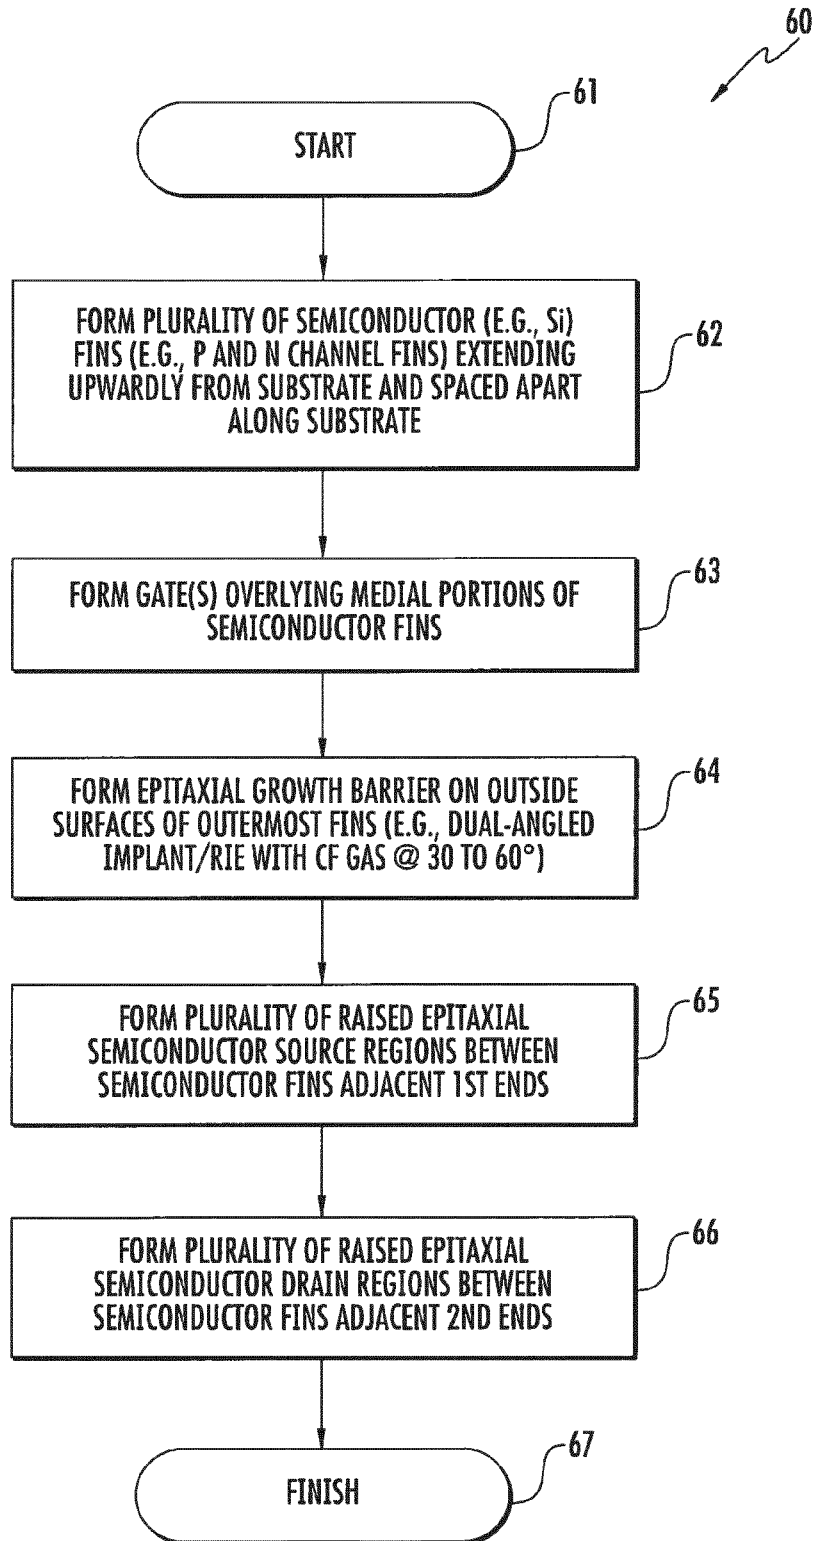 60
61
START
FORM PLURALITY OF SEMICONDUCTOR (E.G., Si)
FINS (E.G., P AND N CHANNEL FINS) EXTENDING
UPWARDLY FROM SUBSTRATE AND SPACED APART
ALONG SUBSTRATE
62
FORM GATE(S) OVERLYING MEDIAL PORTIONS OF
SEMICONDUCTOR FINS
63
FORM EPITAXIAL GROWTH BARRIER ON OUTSIDE
SURFACES OF OUTERMOST FINS (E.G., DUAL-ANGLED
IMPLANT/RIE WITH CF GAS @ 30 TO 60°)
64
FORM PLURALITY OF RAISED EPITAXIAL
SEMICONDUCTOR SOURCE REGIONS BETWEEN
SEMICONDUCTOR FINS ADJACENT 1ST ENDS
65
FORM PLURALITY OF RAISED EPITAXIAL
SEMICONDUCTOR DRAIN REGIONS BETWEEN
SEMICONDUCTOR FINS ADJACENT 2ND ENDS
66
FINISH
67